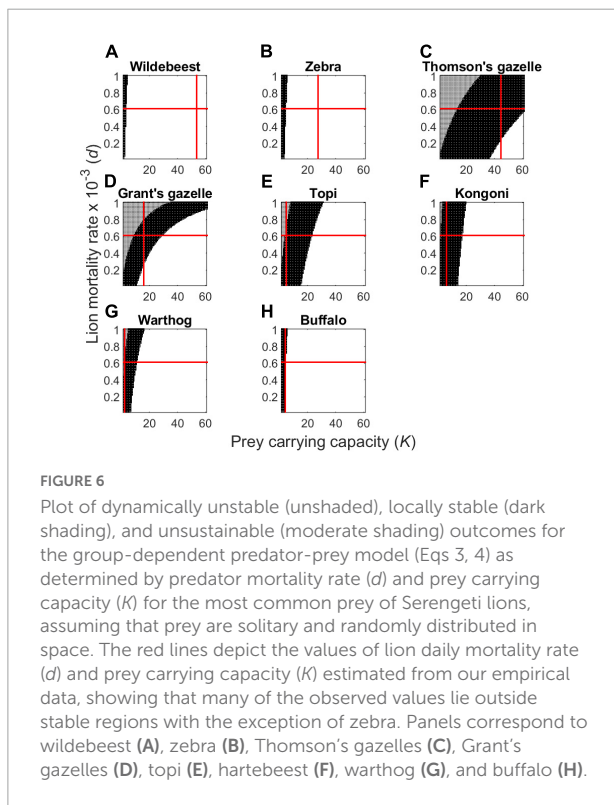 A
Wildebeest
1
0.8
0.6
0.4
0.2
20 40 60
B
Zebra
1
0.8
0.6
0.4
0.2
20 40 60
C
Thomson's gazelle
1
0.8
0.6
0.4
0.2
20 40 60
D
Grant's gazelle
1
0.8
0.6
0.4
0.2
20 40 60
E
Topi
1
0.8
0.6
0.4
0.2
20 40 60
F
Kongoni
1
0.8
0.6
0.4
0.2
20 40 60
G
Warthog
1
0.8
0.6
0.4
0.2
20 40 60
H
Buffalo
1
0.8
0.6
0.4
0.2
20 40 60
Lion mortality rate x 10⁻³ (d)
Prey carrying capacity (K)
FIGURE 6
Plot of dynamically unstable (unshaded), locally stable (dark
shading), and unsustainable (moderate shading) outcomes for
the group-dependent predator-prey model (Eqs 3, 4) as
determined by predator mortality rate (d) and prey carrying
capacity (K) for the most common prey of Serengeti lions,
assuming that prey are solitary and randomly distributed in
space. The red lines depict the values of lion daily mortality rate
(d) and prey carrying capacity (K) estimated from our empirical
data, showing that many of the observed values lie outside
stable regions with the exception of zebra. Panels correspond to
wildebeest (A), zebra (B), Thomson's gazelles (C), Grant's
gazelles (D), topi (E), hartebeest (F), warthog (G), and buffalo (H).